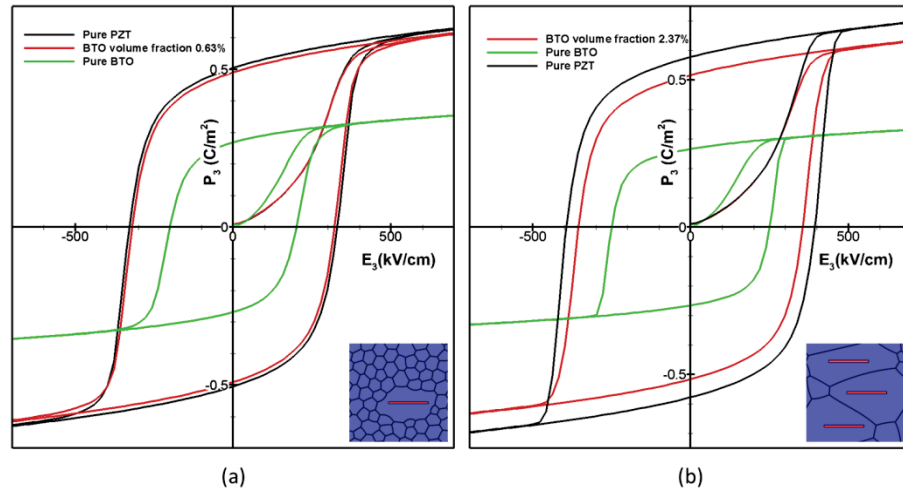 Pure PZT
BTO volume fraction 0.63%
Pure BTO
P₃ (C/m²)
0.5
-500
0
500
E₃(kV/cm)
-0.5
(a)
BTO volume fraction 2.37%
Pure BTO
Pure PZT
P₃ (C/m²)
0.5
-500
0
500
E₃(kV/cm)
-0.5
(b)